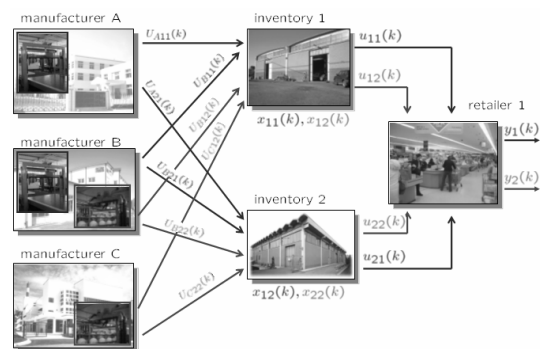 manufacturer A
U_{A11}(k)
inventory 1
u_{11}(k)
u_{12}(k)
U_{A21}(k)
U_{B11}(k)
U_{B12}(k)
U_{C12}(k)
x_{11}(k), x_{12}(k)
retailer 1
y_1(k)
y_2(k)
manufacturer B
U_{B21}(k)
U_{B22}(k)
inventory 2
u_{22}(k)
u_{21}(k)
x_{12}(k), x_{22}(k)
manufacturer C
U_{C22}(k)